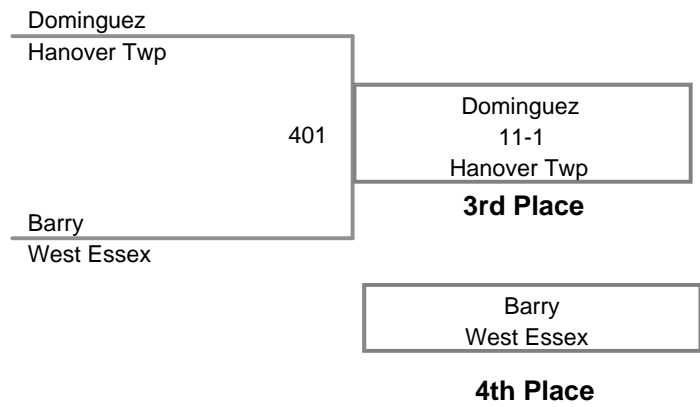 Dominguez
Hanover Twp
401
Dominguez
11-1
Hanover Twp
3rd Place
Barry
West Essex
Barry
West Essex
4th Place